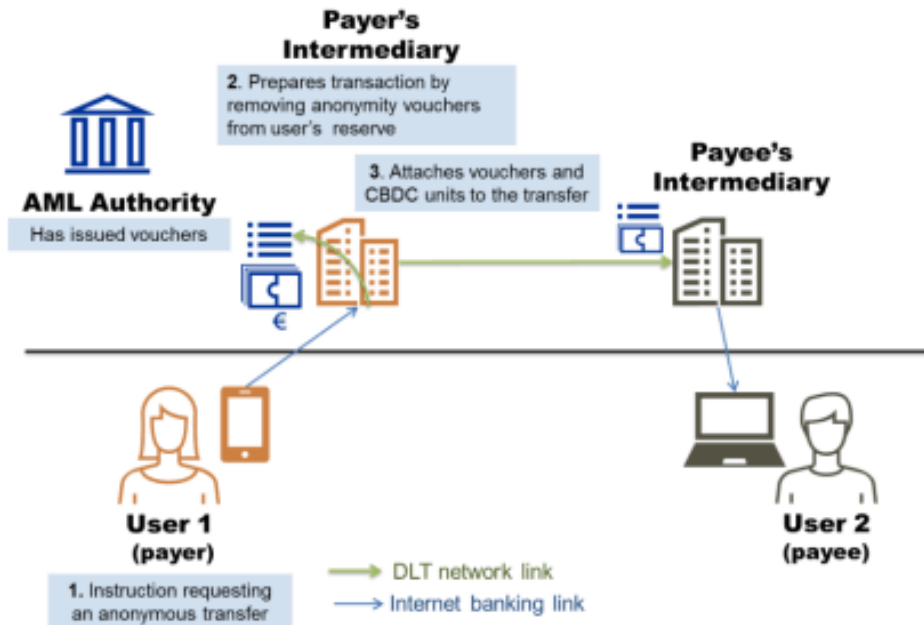 Payer's
Intermediary
2. Prepares transaction by
removing anonymity vouchers
from user's reserve
AML Authority
Has issued vouchers
3. Attaches vouchers and
CBDC units to the transfer
Payee's
Intermediary
€
User 1
(payer)
1. Instruction requesting
an anonymous transfer
User 2
(payee)
DLT network link
Internet banking link